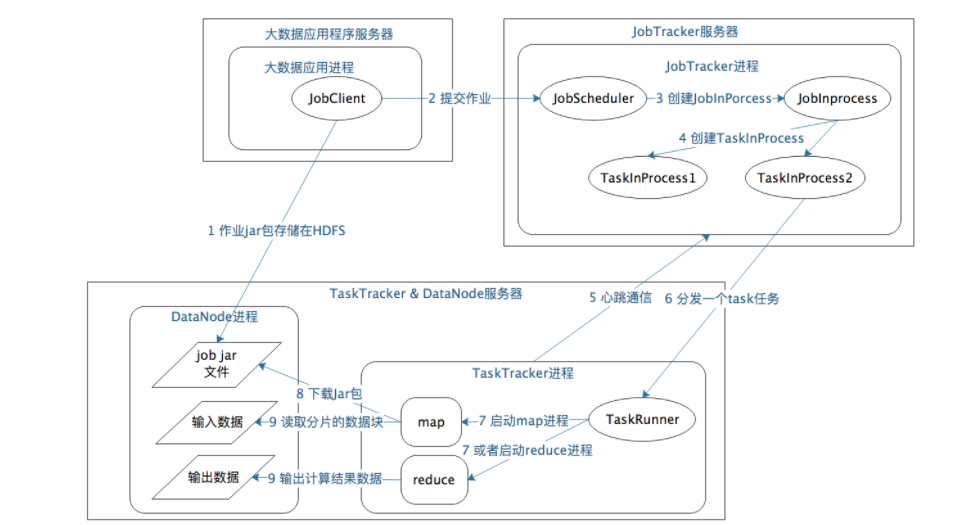 大数据应用程序服务器
大数据应用进程
JobClient
2 提交作业
JobTracker服务器
JobTracker进程
JobScheduler
3 创建JobInPorcess
JobInprocess
4 创建TaskInProcess
TaskInProcess1
TaskInProcess2
1 作业jar包存储在HDFS
TaskTracker & DataNode服务器
5 心跳通信
6 分发一个task任务
DataNode进程
job jar
文件
输入数据
输出数据
TaskTracker进程
8 下载Jar包
9 读取分片的数据块
map
7 启动map进程
TaskRunner
7 或者启动reduce进程
9 输出计算结果数据
reduce